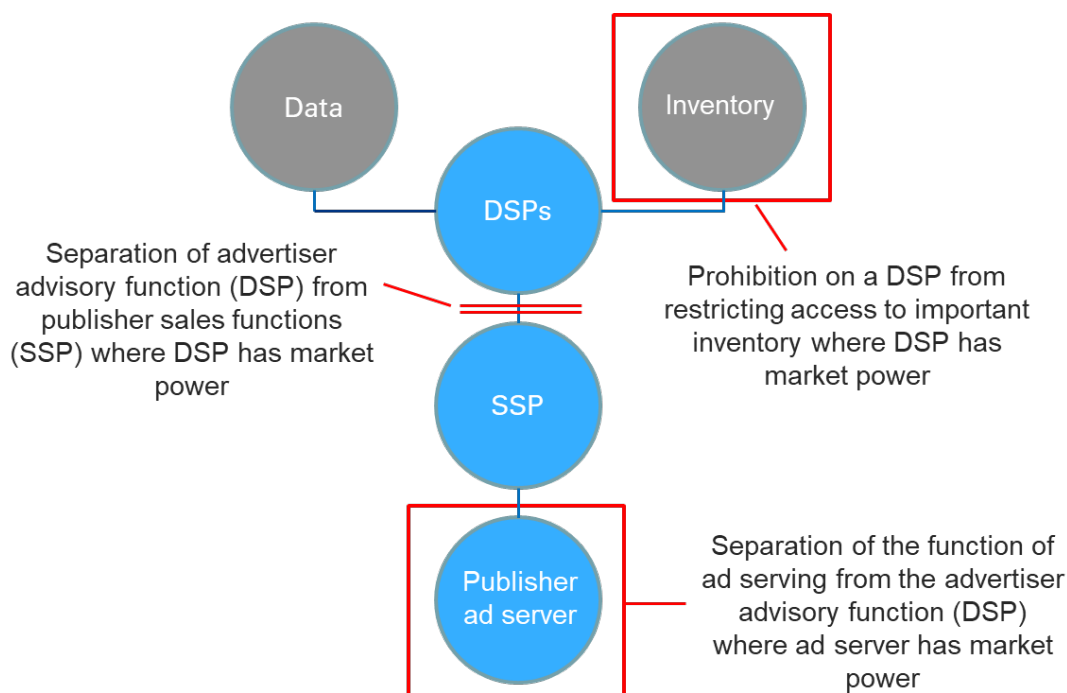 Data
Inventory
DSPs
Separation of advertiser
advisory function (DSP) from
publisher sales functions
(SSP) where DSP has market
power
Prohibition on a DSP from
restricting access to important
inventory where DSP has
market power
SSP
Publisher
ad server
Separation of the function of
ad serving from the advertiser
advisory function (DSP)
where ad server has market
power